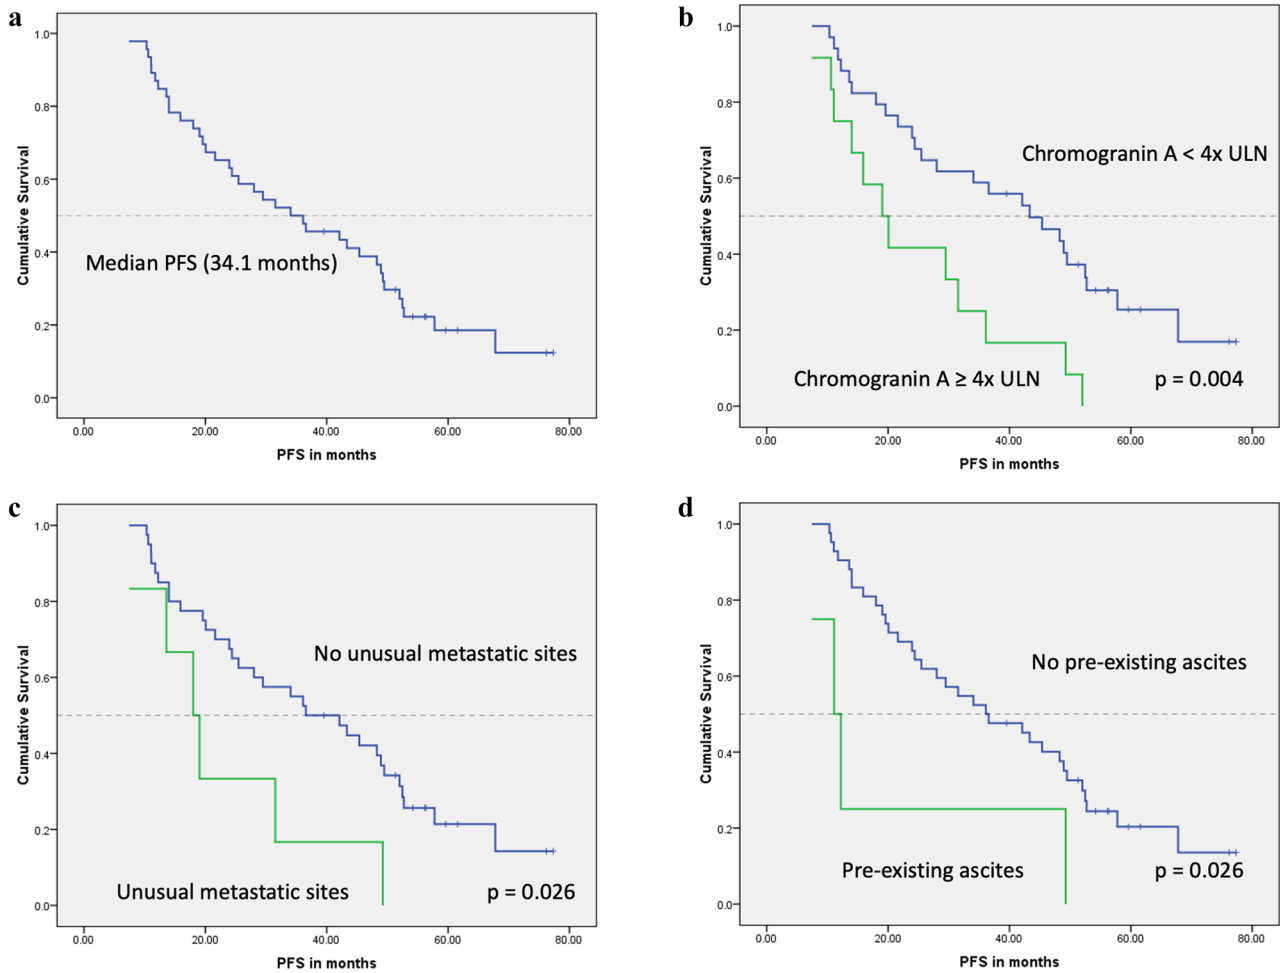 a
1.0
0.8
0.6
0.4
0.2
0.0
Cumulative Survival
Median PFS (34.1 months)
0.00 20.00 40.00 60.00 80.00
PFS in months
b
1.0
0.8
0.6
0.4
0.2
0.0
Cumulative Survival
Chromogranin A < 4x ULN
Chromogranin A ≥ 4x ULN
p = 0.004
0.00 20.00 40.00 60.00 80.00
PFS in months
c
1.0
0.8
0.6
0.4
0.2
0.0
Cumulative Survival
No unusual metastatic sites
Unusual metastatic sites
p = 0.026
0.00 20.00 40.00 60.00 80.00
PFS in months
d
1.0
0.8
0.6
0.4
0.2
0.0
Cumulative Survival
No pre-existing ascites
Pre-existing ascites
p = 0.026
0.00 20.00 40.00 60.00 80.00
PFS in months